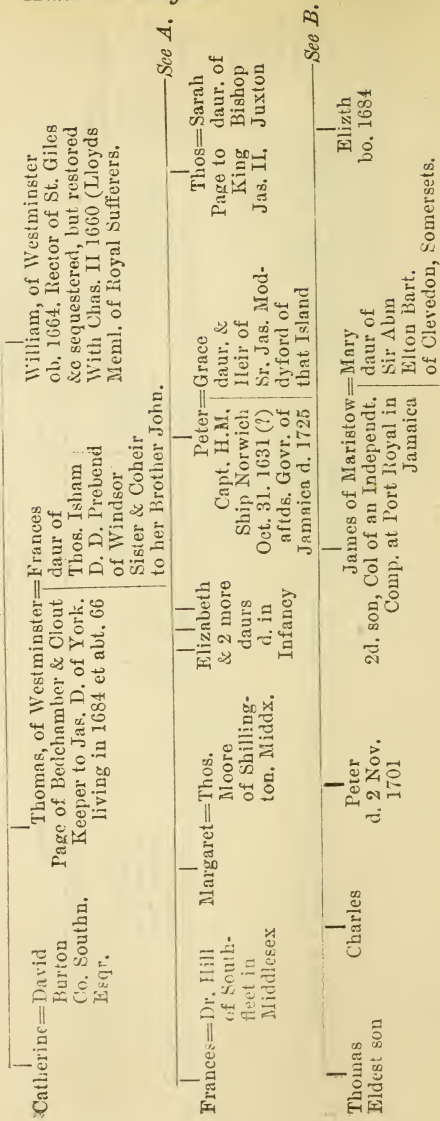 Catherine=David
Burton
Co. Southn.
Esqr.
Thomas, of Westminster=Frances
Page of Bedchamber & Clout
Keeper to Jas. D. of York.
living in 1684 et abt. 66
daur of
Thos. Isham
D. D. Prebend
of Windsor
Sister & Coheir
to her Brother John.
William, of Westminster
ob. 1664. Rector of St. Giles
&c sequestered, but restored
With Chas. II 1660 (Lloyds
Meml. of Royal Sufferers.
See A.
Frances=Dr. Hill
of South-
fleet in
Middlesex
Margaret=Thos.
Moore
of Shilling-
ton. Middx.
Elizabeth
& 2 more
daurs
d. in
Infancy
Peter=Grace
Capt. H.M.
Ship Norwich
Oct. 31. 1631 (?)
aftds. Govr. of
Jamaica d. 1725
daur. &
Heir of
Sr. Jas. Mod-
dyford of
that Island
Thos=Sarah
Page to
King
Jas. II.
daur. of
Bishop
Juxton
See B.
Thomas
Eldest son
Charles
Peter
d. 2 Nov.
1701
James of Maristow=Mary
2d. son, Col of an Independt.
Comp. at Port Royal in
Jamaica
daur of
Sir Abm
Elton Bart.
of Clevedon, Somersets.
Elizth
bo. 1684